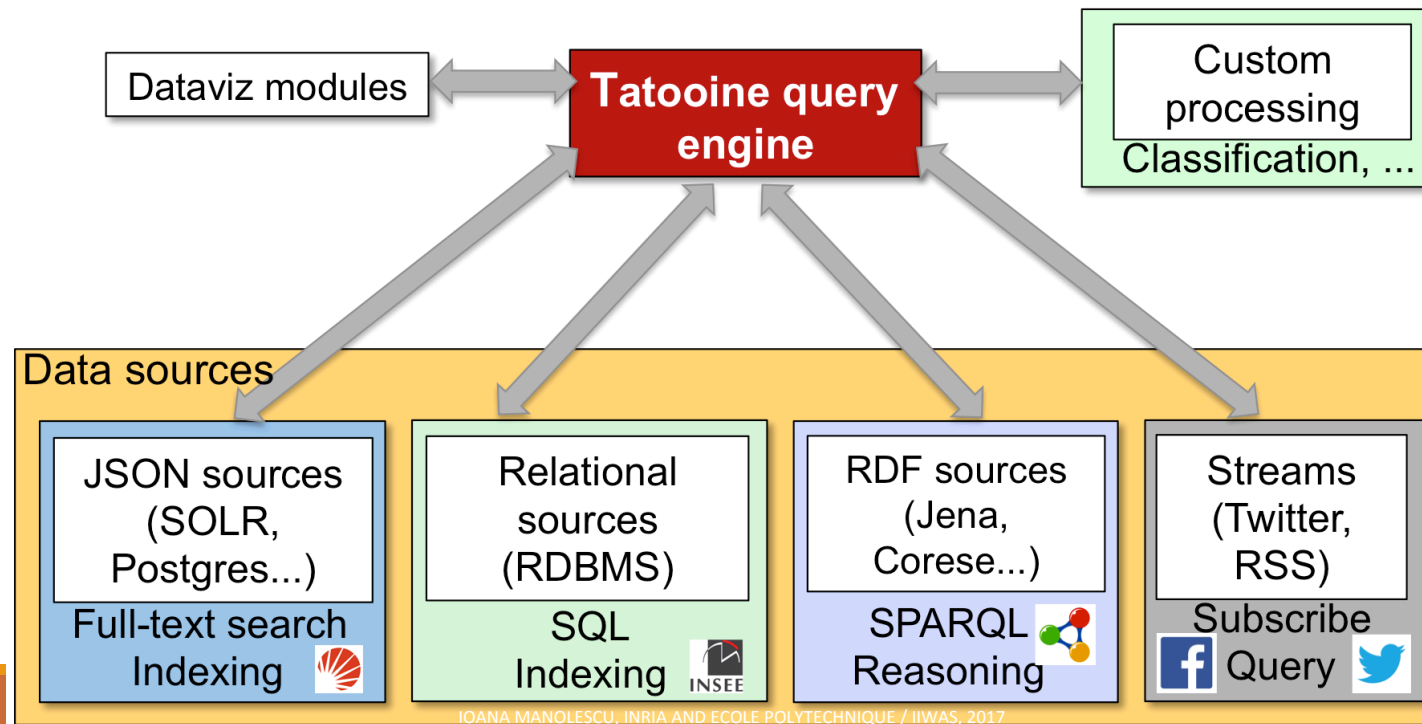 Dataviz modules
Tatooine query
engine
Custom
processing
Classification, ...
Data sources
JSON sources
(SOLR,
Postgres...)
Full-text search
Indexing
Relational
sources
(RDBMS)
SQL
Indexing
INSEE
RDF sources
(Jena,
Corese...)
SPARQL
Reasoning
Streams
(Twitter,
RSS)
Subscribe
Query
IOANA MANOLESCU, INRIA AND ECOLE POLYTECHNIQUE / IIWAS, 2017